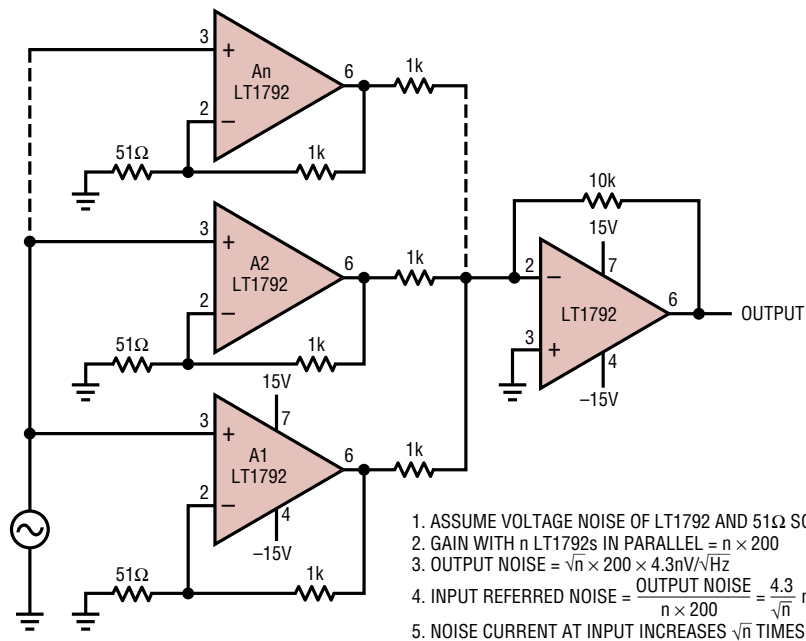 3
+
An
LT1792
6
1k
2
−
51Ω
1k
3
+
A2
LT1792
6
1k
2
−
51Ω
1k
10k
15V
2
−
7
LT1792
6
OUTPUT
3
+
4
−15V
15V
3
+
7
A1
LT1792
6
1k
2
−
4
−15V
51Ω
1k
1. ASSUME VOLTAGE NOISE OF LT1792 AND 51Ω
2. GAIN WITH n LT1792s IN PARALLEL = n × 200
3. OUTPUT NOISE = √n × 200 × 4.3nV/√Hz
4. INPUT REFERRED NOISE = OUTPUT NOISE / n × 200 = 4.3 / √n
5. NOISE CURRENT AT INPUT INCREASES √n TIMES